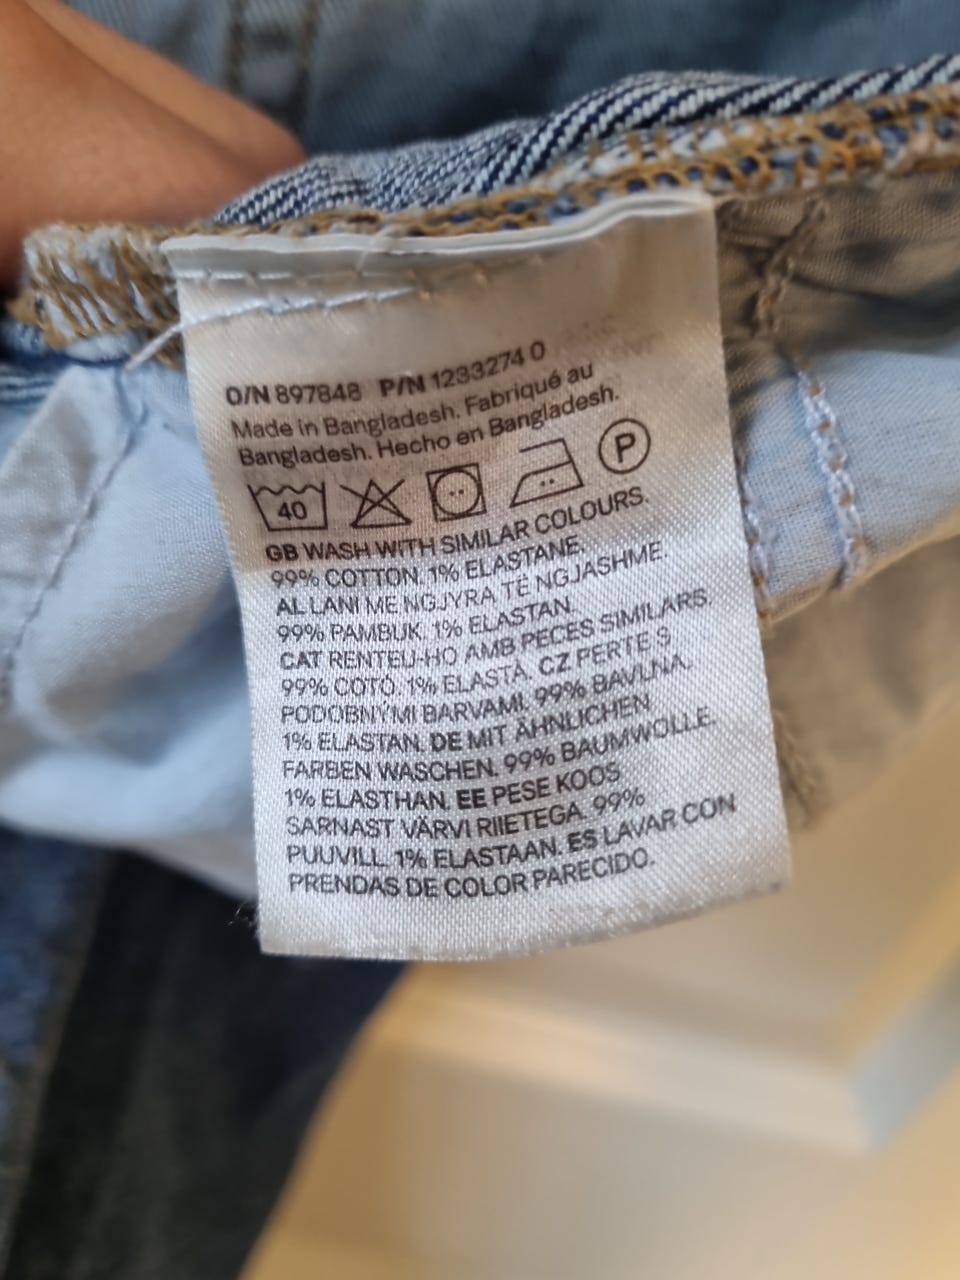 O/N 897848 P/N 1233274 0
Made in Bangladesh. Fabriqué au
Bangladesh. Hecho en Bangladesh.
40 P
GB WASH WITH SIMILAR COLOURS.
99% COTTON. 1% ELASTANE.
AL LANI ME NGJYRA TË NGJASHME.
99% PAMBUK. 1% ELASTAN.
CAT RENTEU-HO AMB PECES SIMILARS.
99% COTÓ. 1% ELASTÀ. CZ PERTE S
PODOBNÝMI BARVAMI. 99% BAVLNA.
1% ELASTAN. DE MIT ÄHNLICHEN
FARBEN WASCHEN. 99% BAUMWOLLE.
1% ELASTHAN. EE PESE KOOS
SARNAST VÄRVI RIIETEGA. 99%
PUUVILL. 1% ELASTAAN. ES LAVAR CON
PRENDAS DE COLOR PARECIDO.